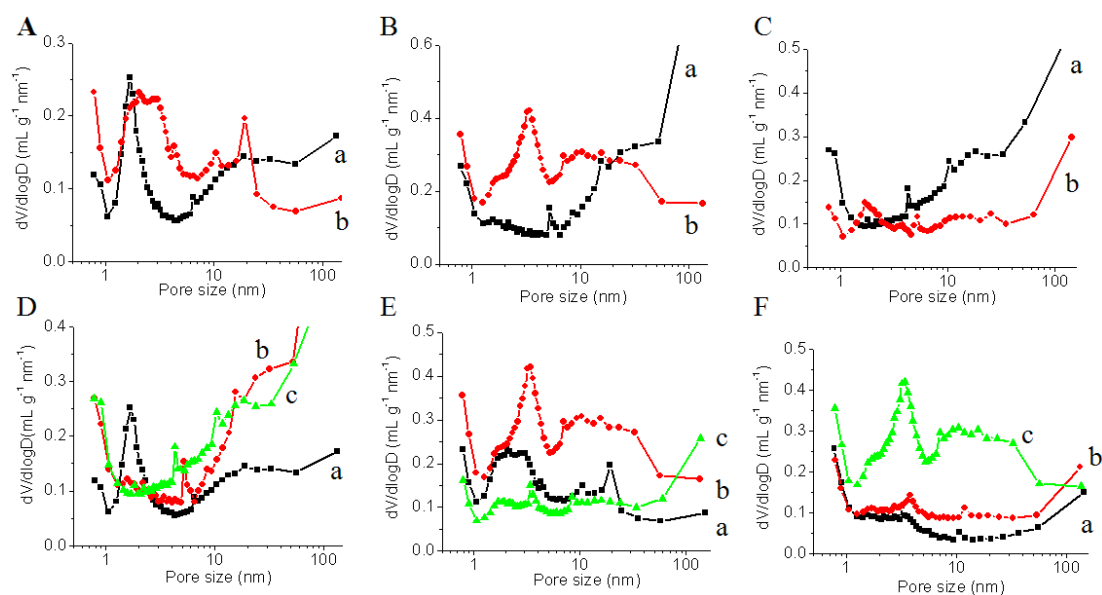 A
dV/dlogD (mL g⁻¹ nm⁻¹)
0.3
0.2
0.1
0.0
1
10
100
Pore size (nm)
a
b
B
dV/dlogD (mL g⁻¹ nm⁻¹)
0.6
0.4
0.2
0.0
1
10
100
Pore size (nm)
a
b
C
dV/dlogD (mL g⁻¹ nm⁻¹)
0.5
0.4
0.3
0.2
0.1
0.0
1
10
100
Pore size (nm)
a
b
D
dV/dlogD(mL g⁻¹ nm⁻¹)
0.4
0.3
0.2
0.1
0.0
1
10
100
Pore size (nm)
b
c
a
E
dV/dlogD (mL g⁻¹ nm⁻¹)
0.5
0.4
0.3
0.2
0.1
0.0
1
10
100
Pore size (nm)
c
b
a
F
dV/dlogD (mL g⁻¹ nm⁻¹)
0.5
0.4
0.3
0.2
0.1
0.0
1
10
100
Pore size (nm)
c
b
a